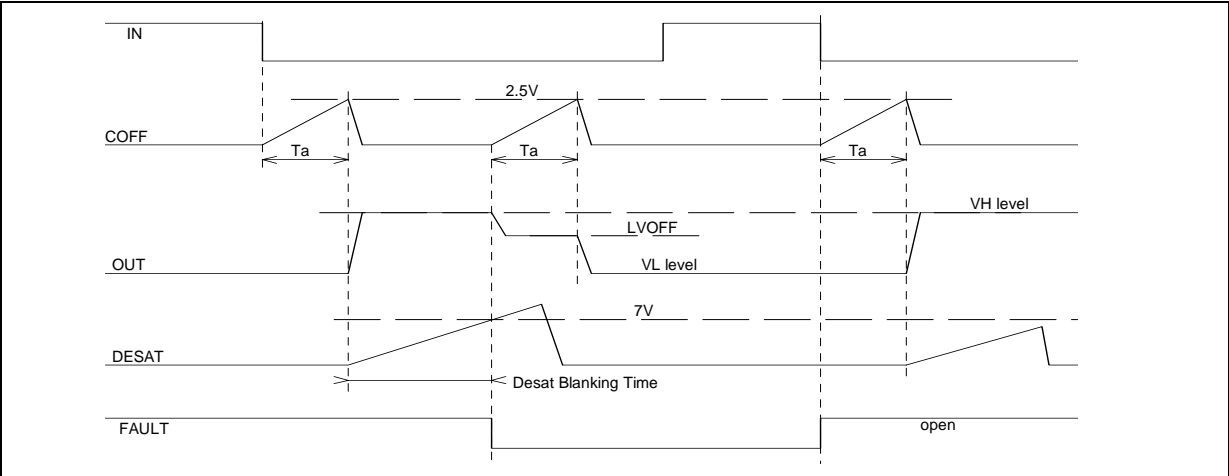 IN
2.5V
COFF
Ta
Ta
Ta
VH level
LVOFF
OUT
VL level
7V
DESAT
Desat Blanking Time
FAULT
open